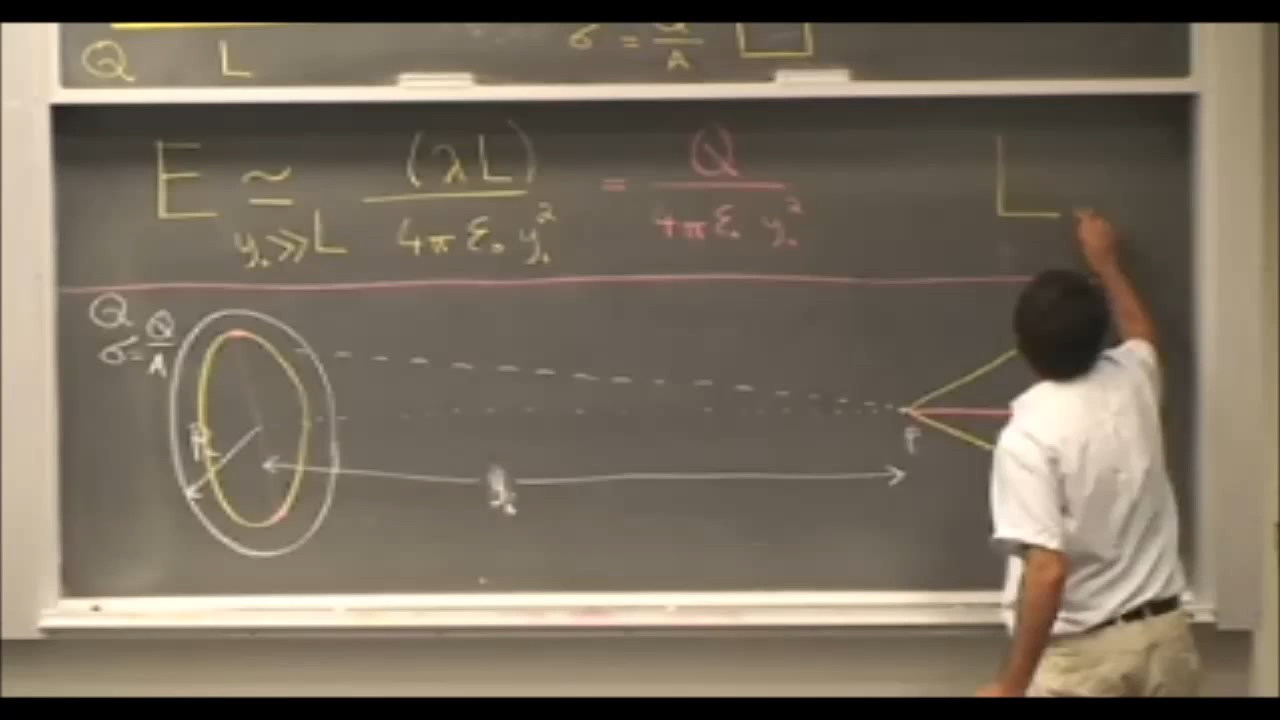 Q L σ = Q/A
E ≃ (λL)/(4πε₀ y₀²) = Q/(4πε₀ y₀²) L
y₀ ≫ L
Q
σ = Q/A
R
P
y₀